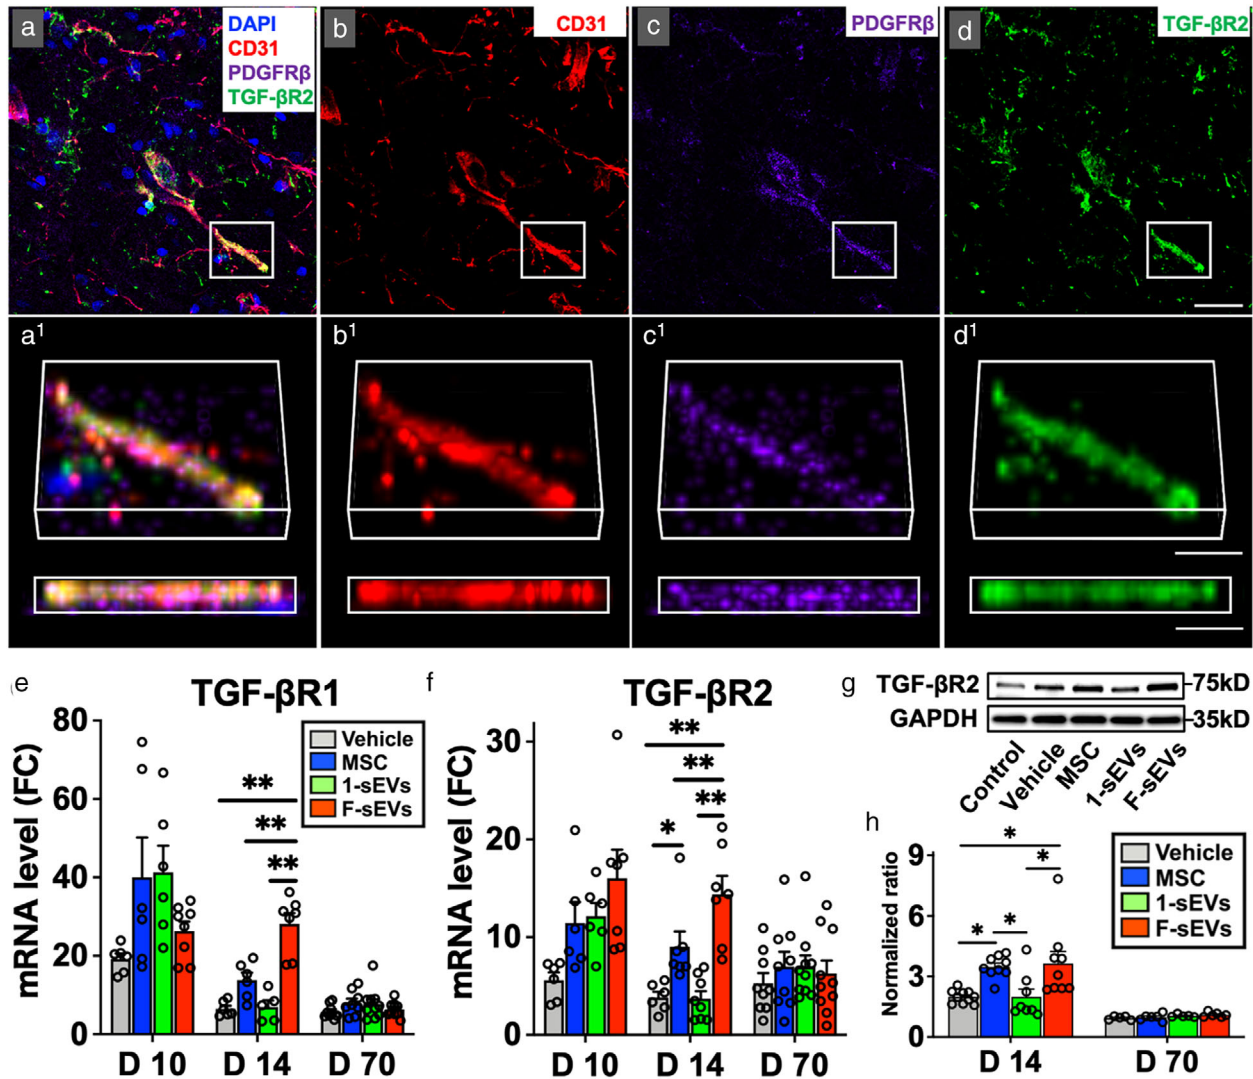 a
DAPI
CD31
PDGFRβ
TGF-βR2
b
CD31
c
PDGFRβ
d
TGF-βR2
a¹
b¹
c¹
d¹
e
TGF-βR1
mRNA level (FC)
80
60
40
20
0
Vehicle
MSC
1-sEVs
F-sEVs
**
**
**
D 10
D 14
D 70
f
TGF-βR2
mRNA level (FC)
30
20
10
0
**
**
**
*
D 10
D 14
D 70
g
TGF-βR2
75kD
GAPDH
35kD
Control
Vehicle
MSC
1-sEVs
F-sEVs
h
Normalized ratio
9
6
3
0
*
*
*
*
Vehicle
MSC
1-sEVs
F-sEVs
D 14
D 70